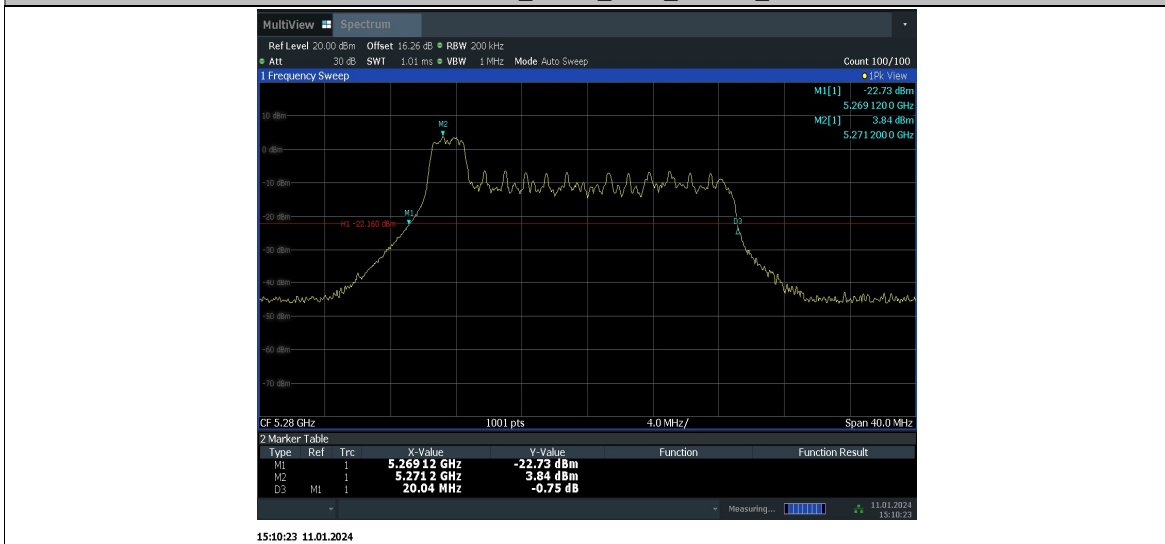 MultiView Spectrum
Ref Level 20.00 dBm Offset 16.26 dB RBW 200 kHz
Att 30 dB SWT 1.01 ms VBW 1 MHz Mode Auto Sweep Count 100/100
1 Frequency Sweep 1Pk View
M1[1] -22.73 dBm
5.269 120 0 GHz
M2[1] 3.84 dBm
5.271 200 0 GHz
10 dBm
M2
0 dBm
-10 dBm
-20 dBm
M1
H1 -22.160 dBm
D3
-30 dBm
-40 dBm
-50 dBm
-60 dBm
-70 dBm
CF 5.28 GHz 1001 pts 4.0 MHz/ Span 40.0 MHz
2 Marker Table
Type Ref Trc X-Value Y-Value Function Function Result
M1 1 5.269 12 GHz -22.73 dBm
M2 1 5.271 2 GHz 3.84 dBm
D3 M1 1 20.04 MHz -0.75 dB
Measuring... 11.01.2024
15:10:23
15:10:23 11.01.2024